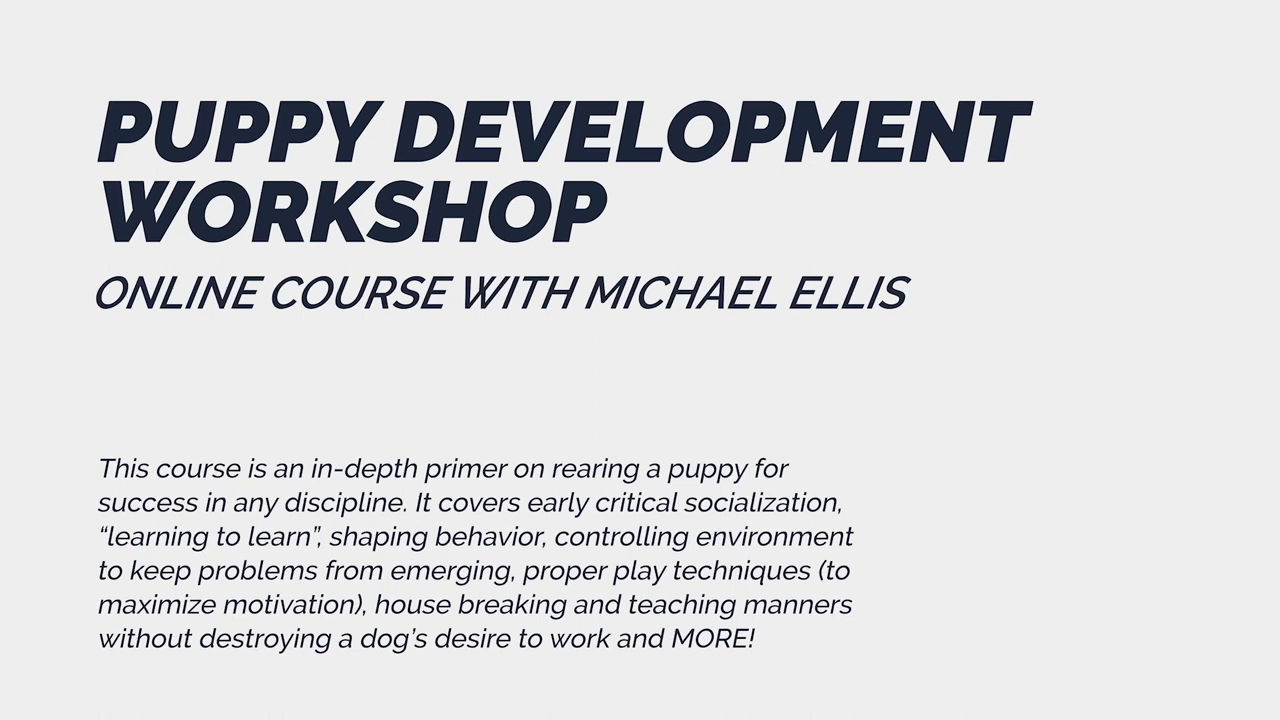 PUPPY DEVELOPMENT
WORKSHOP
ONLINE COURSE WITH MICHAEL ELLIS
This course is an in-depth primer on rearing a puppy for
success in any discipline. It covers early critical socialization,
“learning to learn”, shaping behavior, controlling environment
to keep problems from emerging, proper play techniques (to
maximize motivation), house breaking and teaching manners
without destroying a dog’s desire to work and MORE!